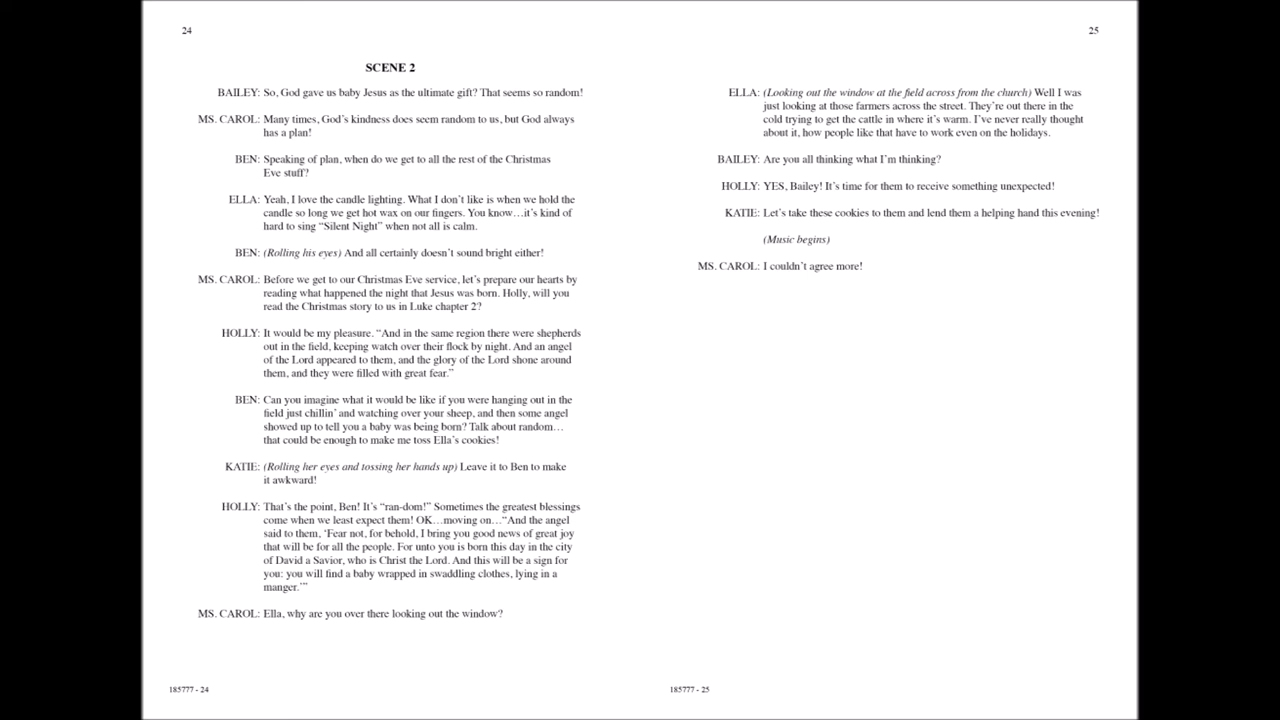 24
SCENE 2
BAILEY: So, God gave us baby Jesus as the ultimate gift? That seems so random!
MS. CAROL: Many times, God's kindness does seem random to us, but God always
has a plan!
BEN: Speaking of plan, when do we get to all the rest of the Christmas
Eve stuff?
ELLA: Yeah, I love the candle lighting. What I don't like is when we hold the
candle so long we get hot wax on our fingers. You know…it's kind of
hard to sing “Silent Night” when not all is calm.
BEN: (Rolling his eyes) And all certainly doesn't sound bright either!
MS. CAROL: Before we get to our Christmas Eve service, let's prepare our hearts by
reading what happened the night that Jesus was born. Holly, will you
read the Christmas story to us in Luke chapter 2?
HOLLY: It would be my pleasure. “And in the same region there were shepherds
out in the field, keeping watch over their flock by night. And an angel
of the Lord appeared to them, and the glory of the Lord shone around
them, and they were filled with great fear.”
BEN: Can you imagine what it would be like if you were hanging out in the
field just chillin' and watching over your sheep, and then some angel
showed up to tell you a baby was being born? Talk about random…
that could be enough to make me toss Ella's cookies!
KATIE: (Rolling her eyes and tossing her hands up) Leave it to Ben to make
it awkward!
HOLLY: That's the point, Ben! It's “ran-dom!” Sometimes the greatest blessings
come when we least expect them! OK…moving on…“And the angel
said to them, ‘Fear not, for behold, I bring you good news of great joy
that will be for all the people. For unto you is born this day in the city
of David a Savior, who is Christ the Lord. And this will be a sign for
you: you will find a baby wrapped in swaddling clothes, lying in a
manger.’”
MS. CAROL: Ella, why are you over there looking out the window?
185777 - 24
25
ELLA: (Looking out the window at the field across from the church) Well I was
just looking at those farmers across the street. They're out there in the
cold trying to get the cattle in where it's warm. I've never really thought
about it, how people like that have to work even on the holidays.
BAILEY: Are you all thinking what I'm thinking?
HOLLY: YES, Bailey! It's time for them to receive something unexpected!
KATIE: Let's take these cookies to them and lend them a helping hand this evening!
(Music begins)
MS. CAROL: I couldn't agree more!
185777 - 25